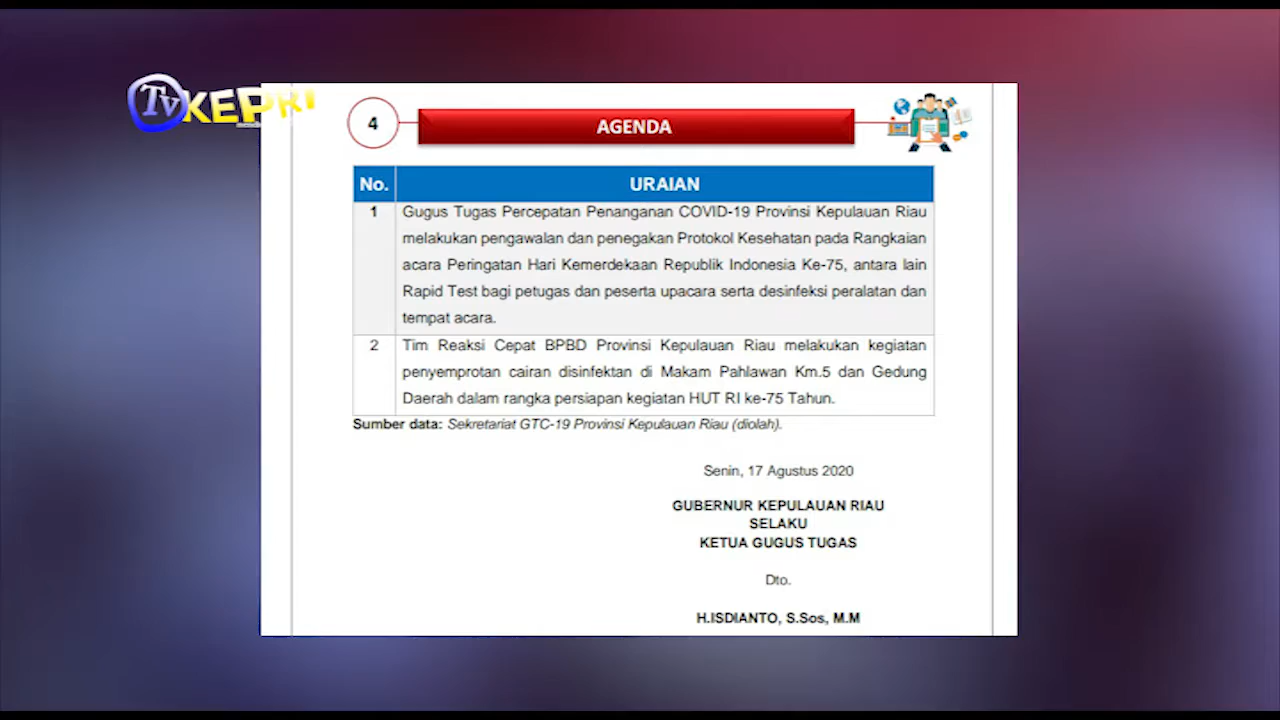 Tv KEPRI
4
AGENDA
No. URAIAN
1 Gugus Tugas Percepatan Penanganan COVID-19 Provinsi Kepulauan Riau
melakukan pengawalan dan penegakan Protokol Kesehatan pada Rangkaian
acara Peringatan Hari Kemerdekaan Republik Indonesia Ke-75, antara lain
Rapid Test bagi petugas dan peserta upacara serta desinfeksi peralatan dan
tempat acara.
2 Tim Reaksi Cepat BPBD Provinsi Kepulauan Riau melakukan kegiatan
penyemprotan cairan disinfektan di Makam Pahlawan Km.5 dan Gedung
Daerah dalam rangka persiapan kegiatan HUT RI ke-75 Tahun.
Sumber data: Sekretariat GTC-19 Provinsi Kepulauan Riau (diolah).
Senin, 17 Agustus 2020
GUBERNUR KEPULAUAN RIAU
SELAKU
KETUA GUGUS TUGAS
Dto.
H.ISDIANTO, S.Sos, M.M